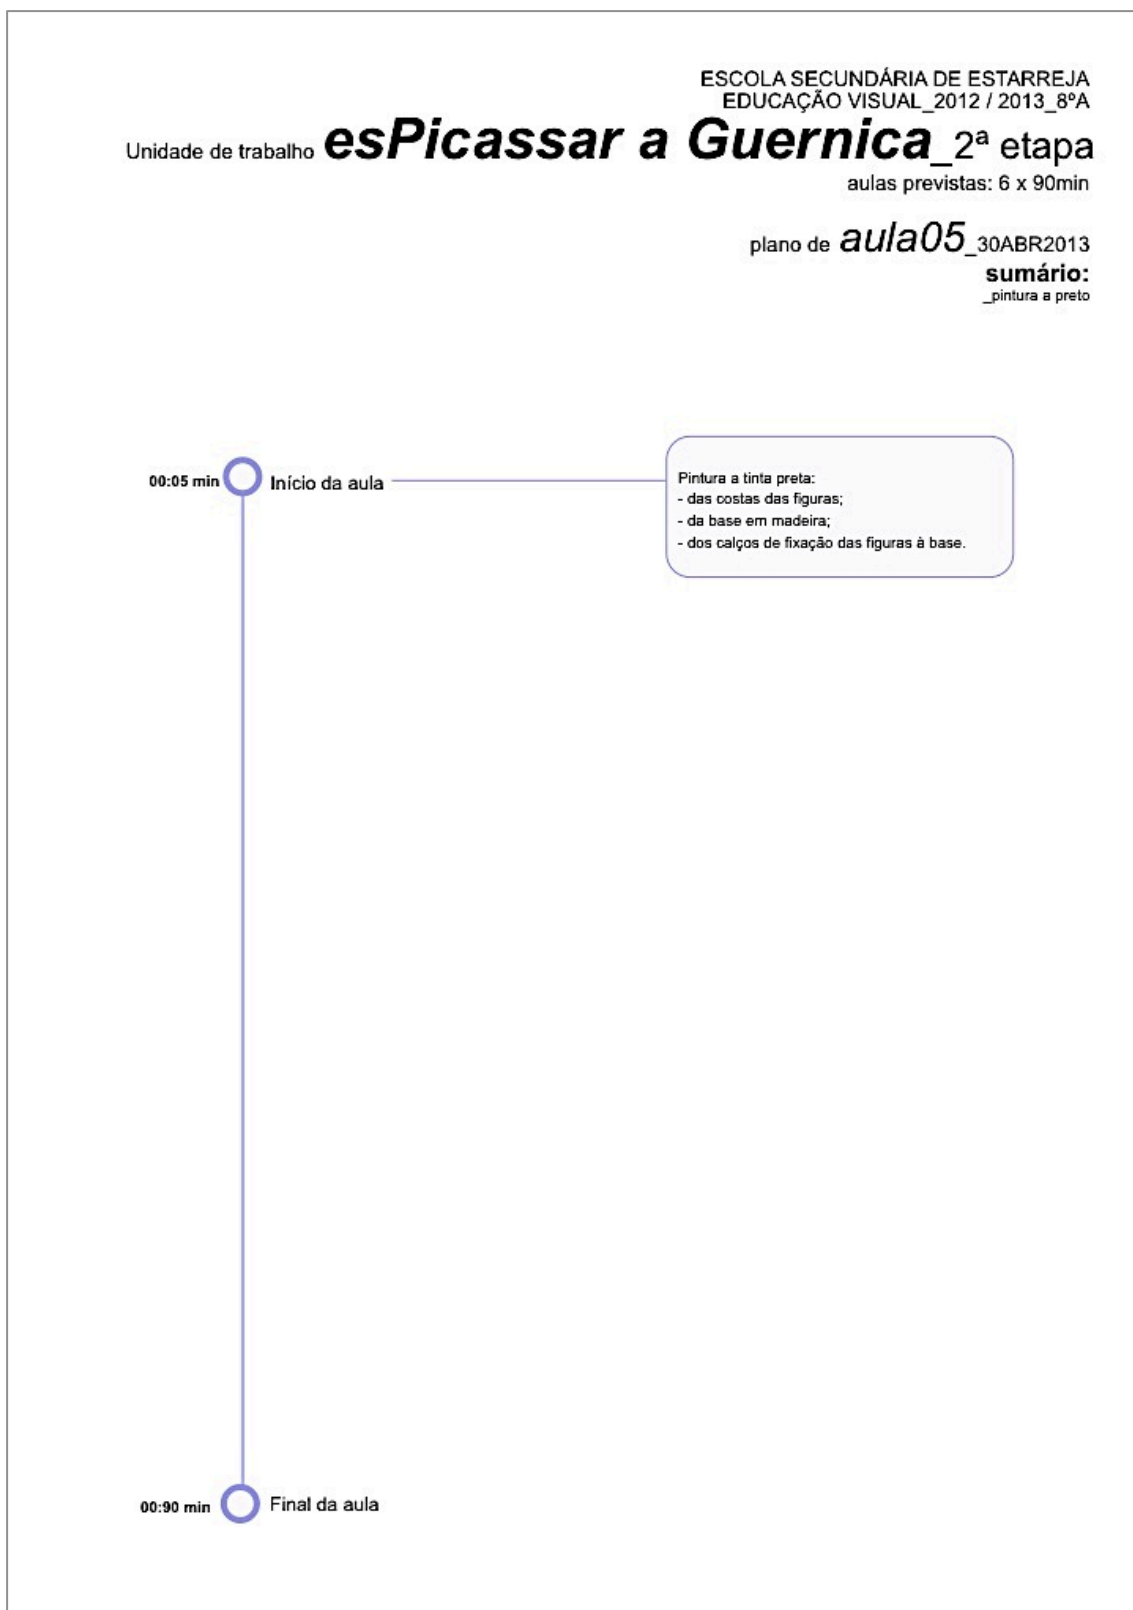 ESCOLA SECUNDÁRIA DE ESTARREJA
EDUCAÇÃO VISUAL_2012 / 2013_8ºA
Unidade de trabalho esPicassar a Guernica_2ª etapa
aulas previstas: 6 x 90min
plano de aula05_30ABR2013
sumário:
_pintura a preto
00:05 min Início da aula
Pintura a tinta preta:
- das costas das figuras;
- da base em madeira;
- dos calços de fixação das figuras à base.
00:90 min Final da aula